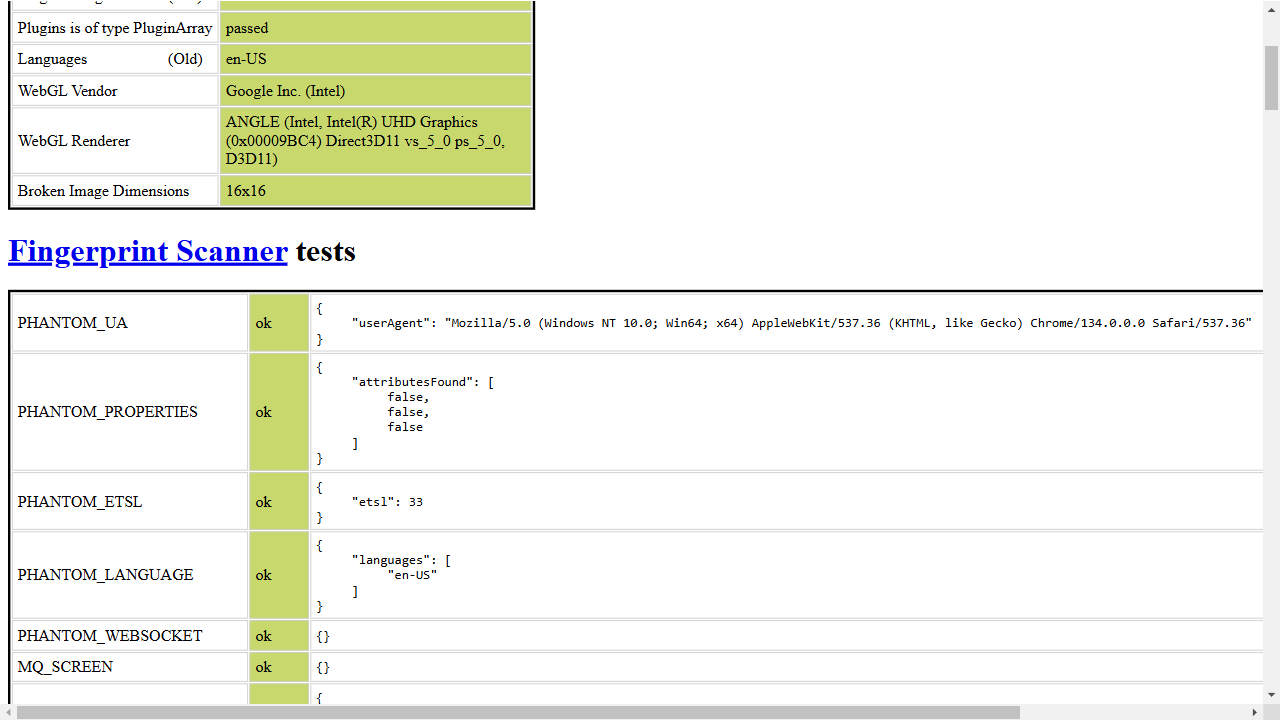 Plugins is of type PluginArray passed
Languages (Old) en-US
WebGL Vendor Google Inc. (Intel)
WebGL Renderer ANGLE (Intel, Intel(R) UHD Graphics
(0x00009BC4) Direct3D11 vs_5_0 ps_5_0,
D3D11)
Broken Image Dimensions 16x16
Fingerprint Scanner tests
PHANTOM_UA ok {
"userAgent": "Mozilla/5.0 (Windows NT 10.0; Win64; x64) AppleWebKit/537.36 (KHTML, like Gecko) Chrome/134.0.0.0 Safari/537.36"
}
PHANTOM_PROPERTIES ok {
"attributesFound": [
false,
false,
false
]
}
PHANTOM_ETSL ok {
"etsl": 33
}
PHANTOM_LANGUAGE ok {
"languages": [
"en-US"
]
}
PHANTOM_WEBSOCKET ok {}
MQ_SCREEN ok {}
{